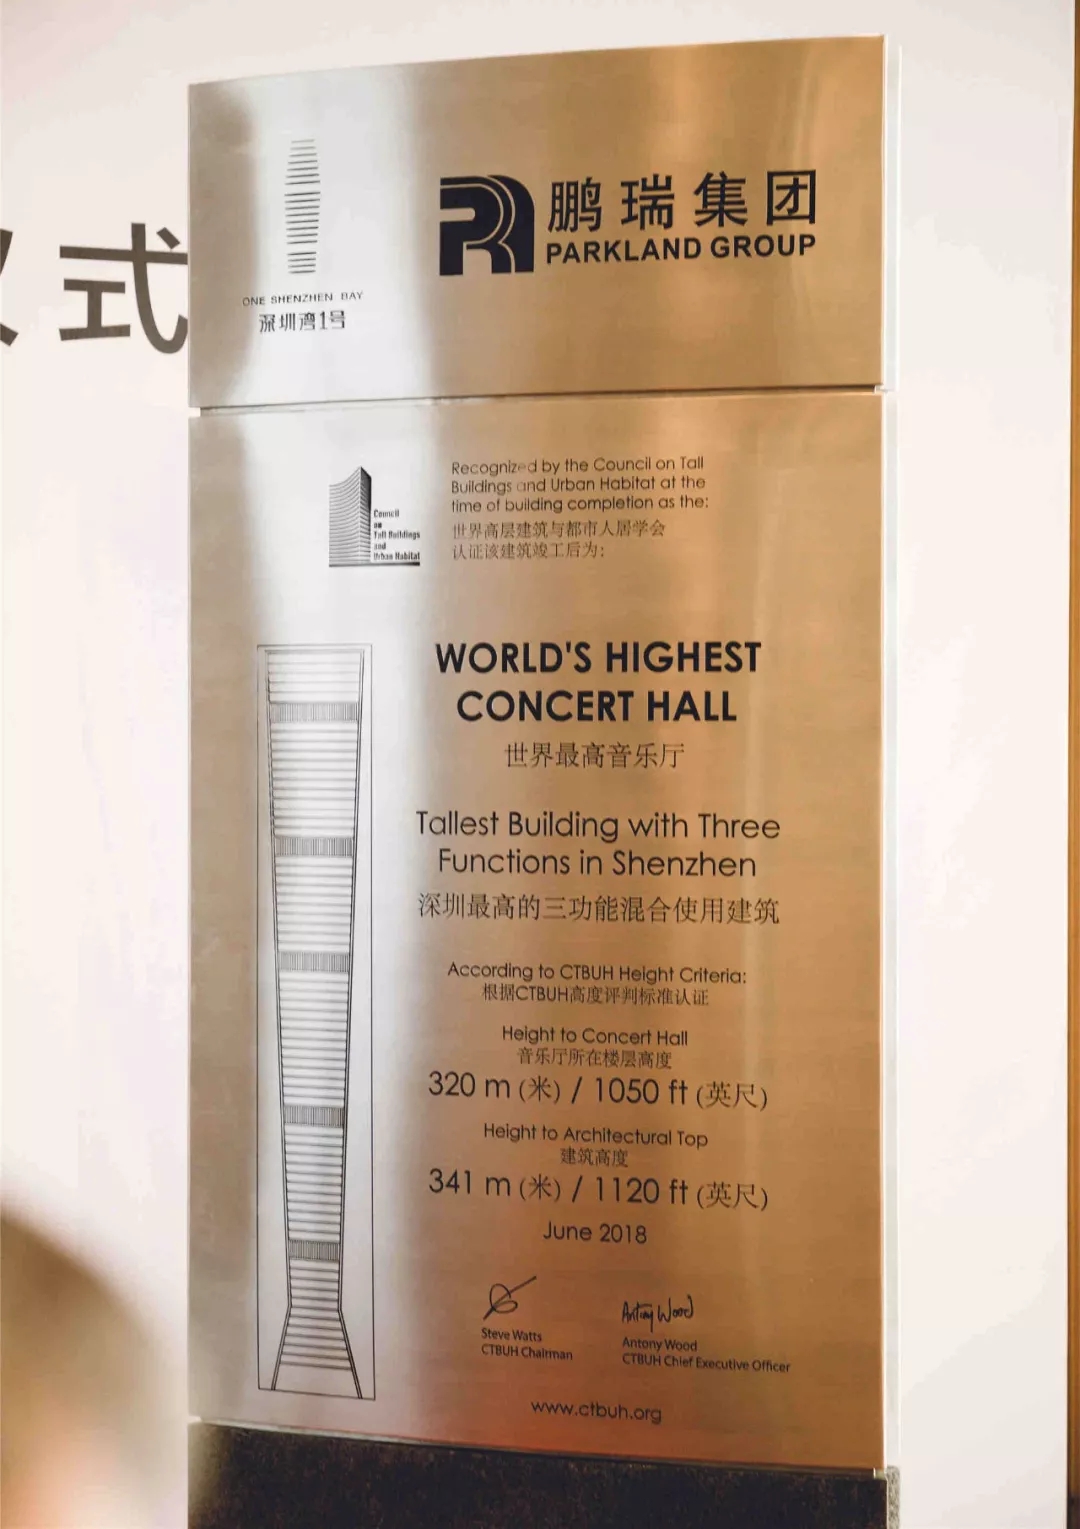 式
ONE SHENZHEN BAY
深圳湾1号
鹏瑞集团
PARKLAND GROUP
Council
on
Tall Buildings
and
Urban Habitat
Recognized by the Council on Tall
Buildings and Urban Habitat at the
time of building completion as the:
世界高层建筑与都市人居学会
认证该建筑竣工后为:
WORLD'S HIGHEST
CONCERT HALL
世界最高音乐厅
Tallest Building with Three
Functions in Shenzhen
深圳最高的三功能混合使用建筑
According to CTBUH Height Criteria:
根据CTBUH高度评判标准认证
Height to Concert Hall
音乐厅所在楼层高度
320 m (米) / 1050 ft (英尺)
Height to Architectural Top
建筑高度
341 m (米) / 1120 ft (英尺)
June 2018
Antony Wood
Steve Watts
CTBUH Chairman
Antony Wood
CTBUH Chief Executive Officer
www.ctbuh.org